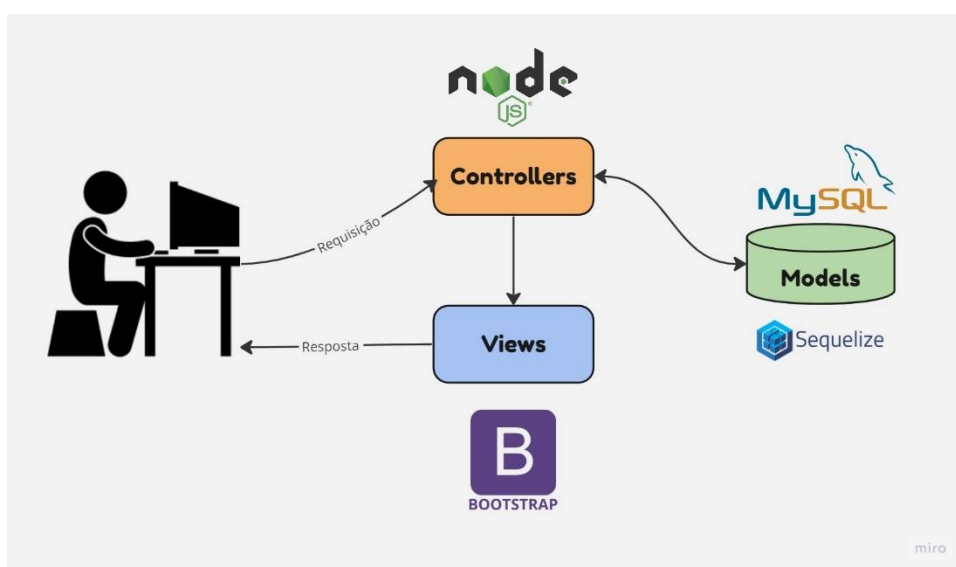 node
JS
Controllers
Requisição
MySQL
Models
Sequelize
Views
Resposta
B
BOOTSTRAP
miro